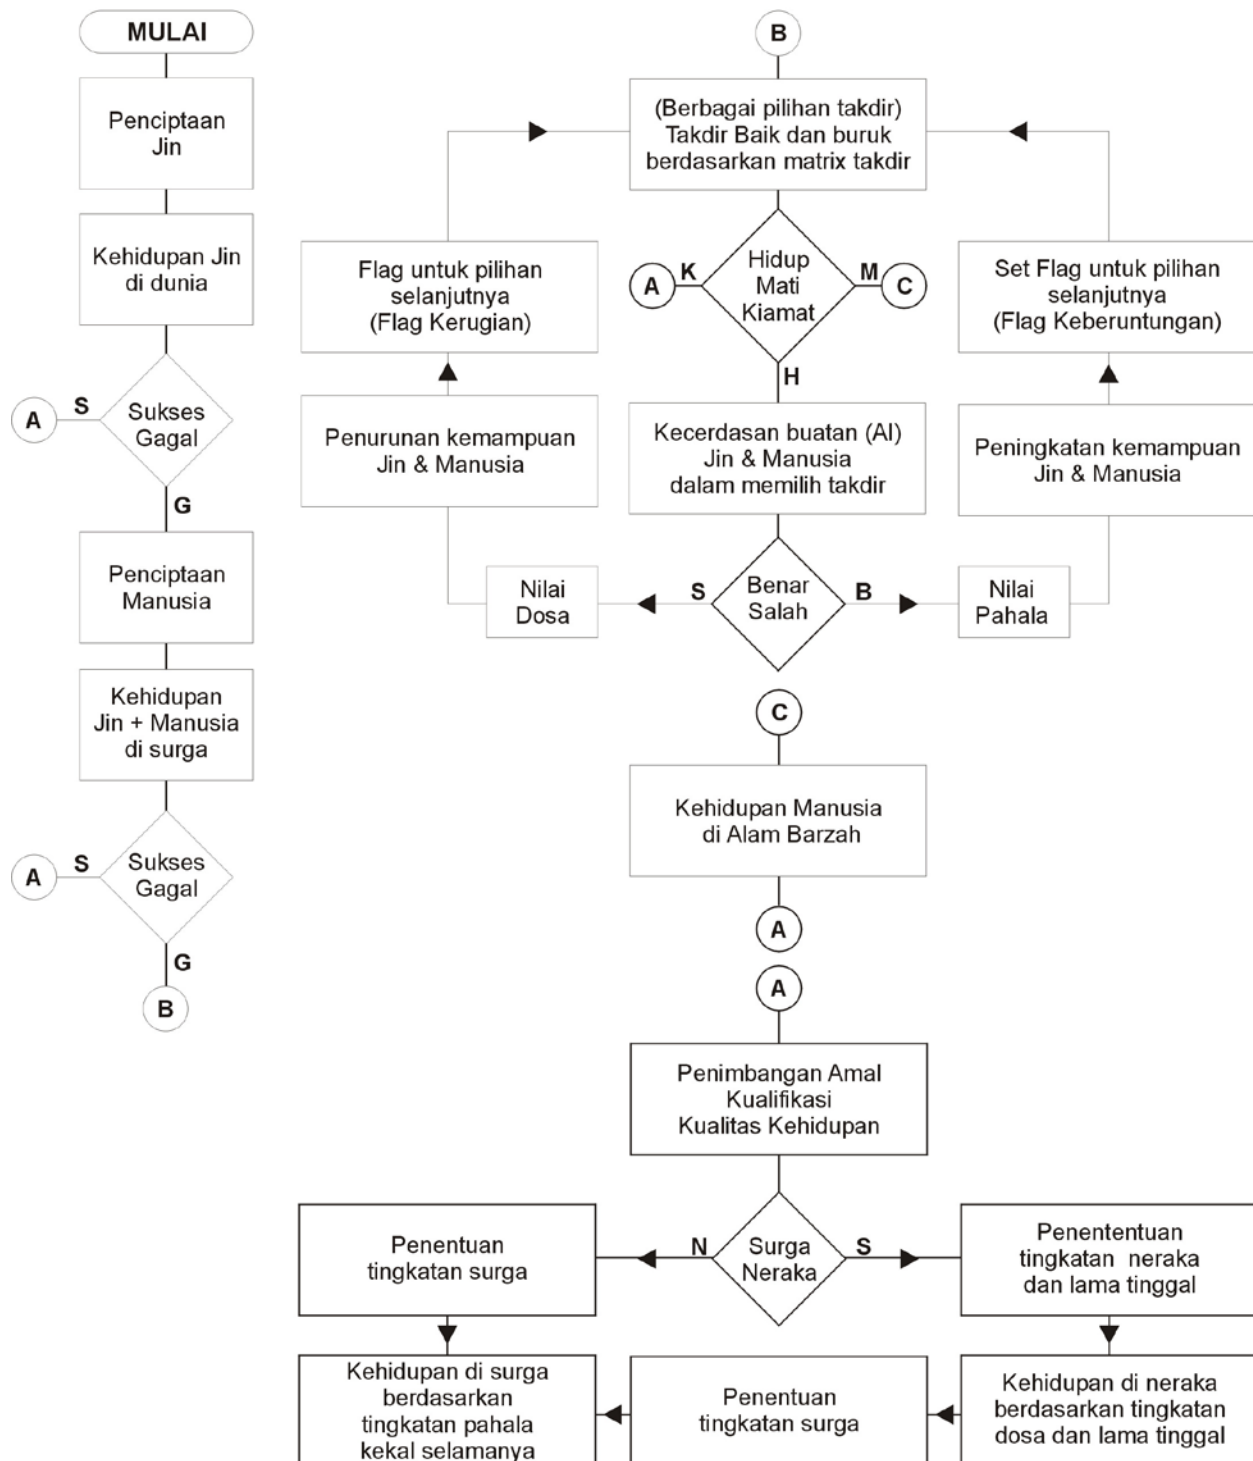 MULAI
Penciptaan
Jin
Kehidupan Jin
di dunia
Sukses
Gagal
S
A
G
Penciptaan
Manusia
Kehidupan
Jin + Manusia
di surga
Sukses
Gagal
S
A
G
B
B
(Berbagai pilihan takdir)
Takdir Baik dan buruk
berdasarkan matrix takdir
Hidup
Mati
Kiamat
K
A
M
C
H
Flag untuk pilihan
selanjutnya
(Flag Kerugian)
Set Flag untuk pilihan
selanjutnya
(Flag Keberuntungan)
Penurunan kemampuan
Jin & Manusia
Kecerdasan buatan (AI)
Jin & Manusia
dalam memilih takdir
Peningkatan kemampuan
Jin & Manusia
Nilai
Dosa
S
Benar
Salah
B
Nilai
Pahala
C
Kehidupan Manusia
di Alam Barzah
A
A
Penimbangan Amal
Kualifikasi
Kualitas Kehidupan
Penentuan
tingkatan surga
N
Surga
Neraka
S
Penententuan
tingkatan neraka
dan lama tinggal
Kehidupan di surga
berdasarkan
tingkatan pahala
kekal selamanya
Penentuan
tingkatan surga
Kehidupan di neraka
berdasarkan tingkatan
dosa dan lama tinggal